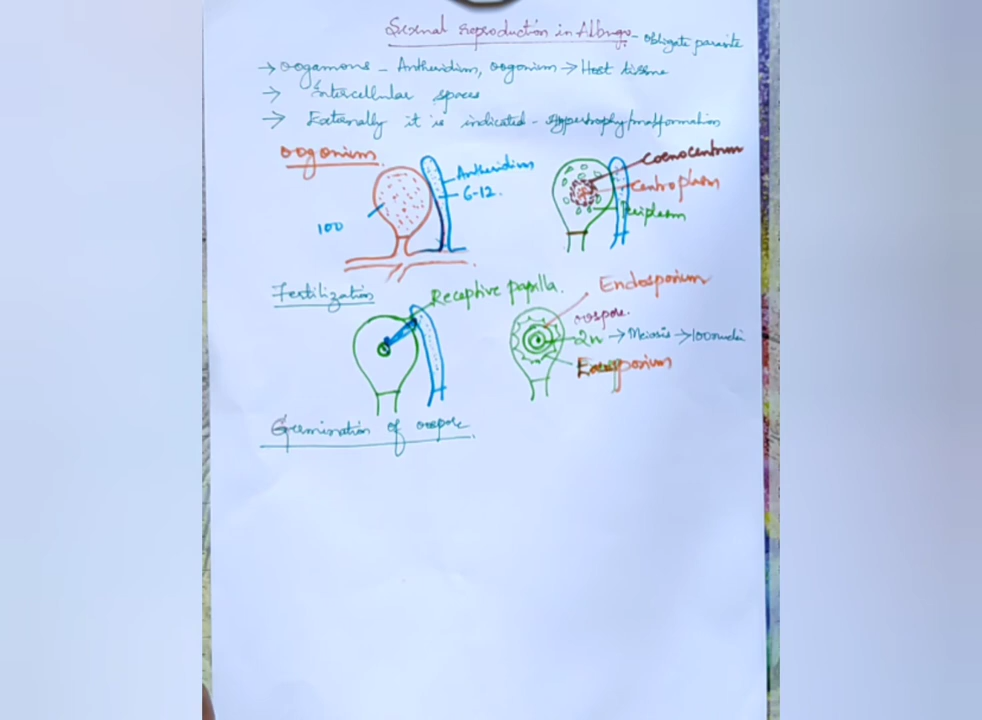 Sexual reproduction in Albugo - obligate parasite
→ oogamous - Antheridium, oogonium → Host tissue
→ Intercellular spaces
→ Externally it is indicated - Hypertrophy/malformation
oogonium
Antheridium
6-12.
100
Coenocentrum
Centroplasm
Periplasm
Fertilization
Receptive papilla.
Endosporium
oospore.
2n → Meiosis → 100 nuclei
Exosporium
Germination of oospore.